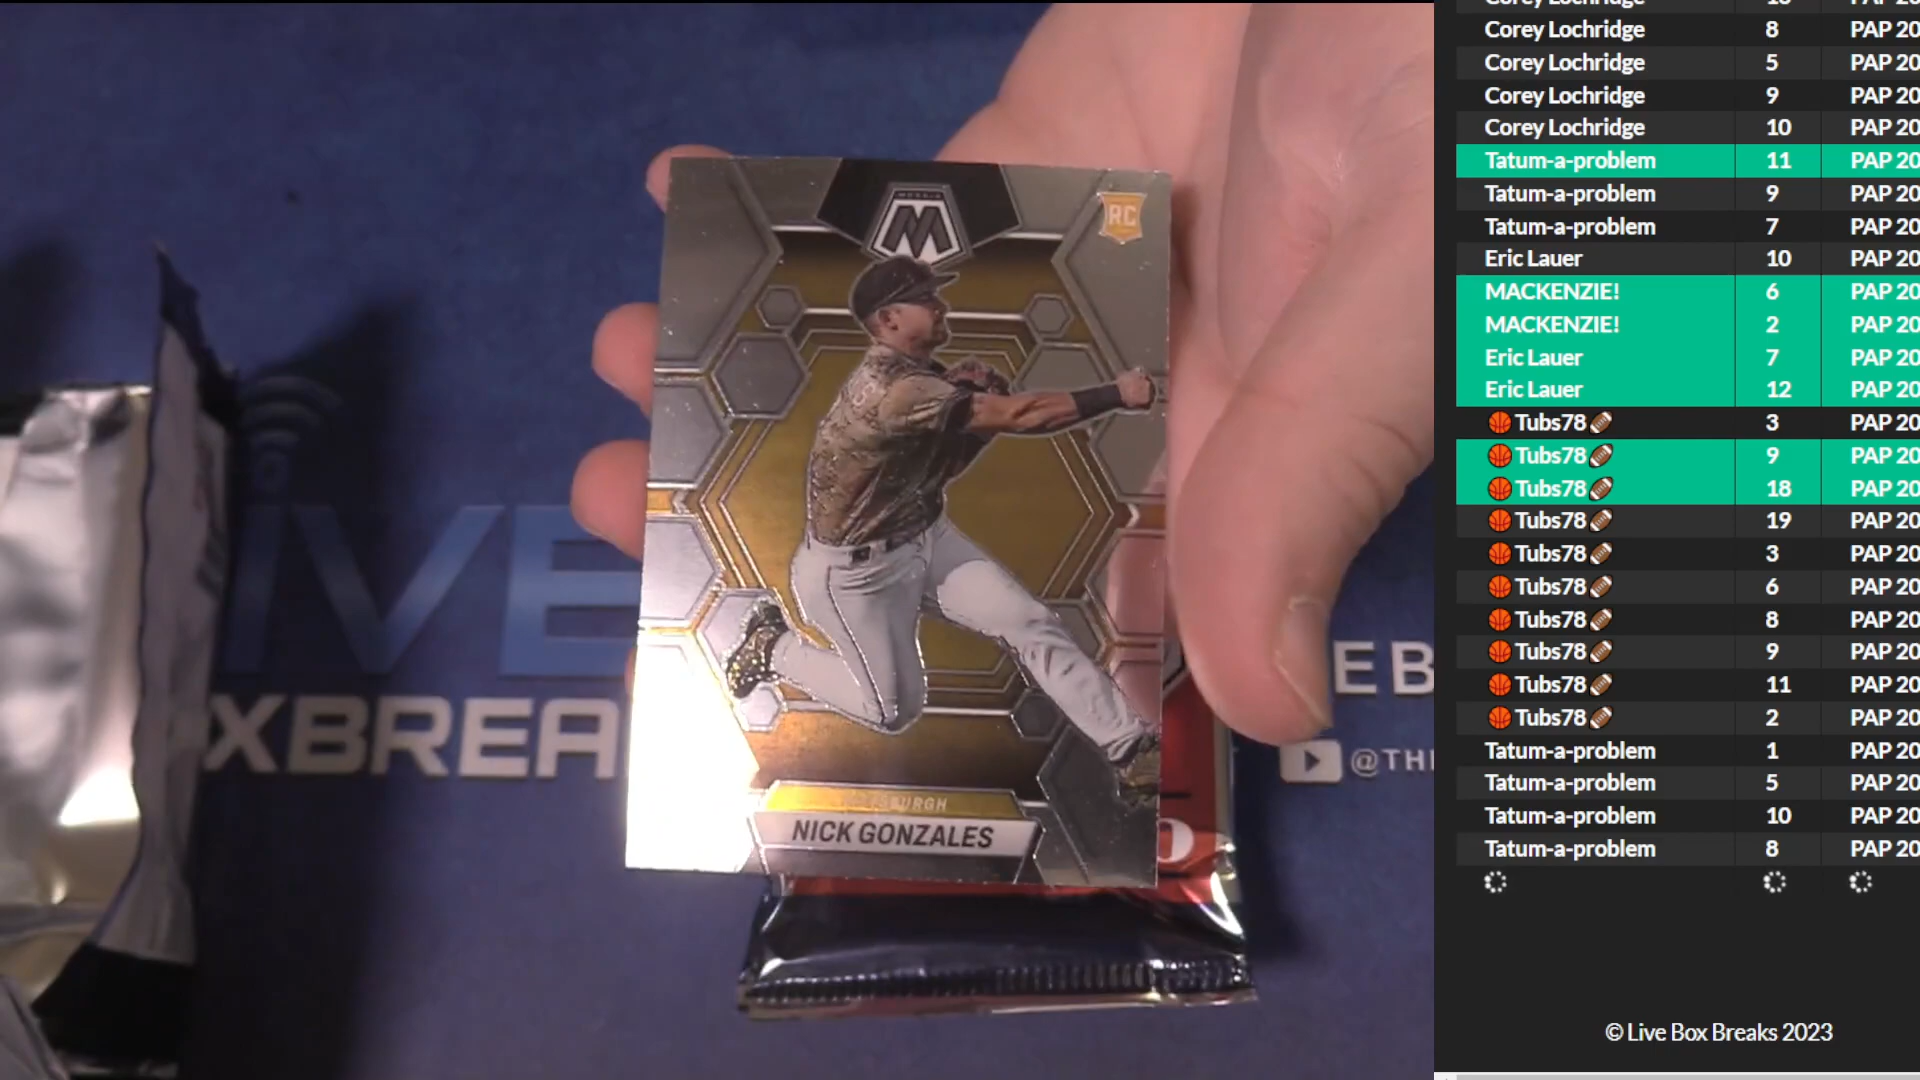 Corey Lochridge 8 PAP 20
Corey Lochridge 5 PAP 20
Corey Lochridge 9 PAP 20
Corey Lochridge 10 PAP 20
Tatum-a-problem 11 PAP 20
Tatum-a-problem 9 PAP 20
Tatum-a-problem 7 PAP 20
Eric Lauer 10 PAP 20
MACKENZIE! 6 PAP 20
MACKENZIE! 2 PAP 20
Eric Lauer 7 PAP 20
Eric Lauer 12 PAP 20
🏀Tubs78🏈 3 PAP 20
🏀Tubs78🏈 9 PAP 20
🏀Tubs78🏈 18 PAP 20
🏀Tubs78🏈 19 PAP 20
🏀Tubs78🏈 3 PAP 20
🏀Tubs78🏈 6 PAP 20
🏀Tubs78🏈 8 PAP 20
🏀Tubs78🏈 9 PAP 20
🏀Tubs78🏈 11 PAP 20
🏀Tubs78🏈 2 PAP 20
Tatum-a-problem 1 PAP 20
Tatum-a-problem 5 PAP 20
Tatum-a-problem 10 PAP 20
Tatum-a-problem 8 PAP 20
© Live Box Breaks 2023
MOSAIC
M
RC
PITTSBURGH
NICK GONZALES
IVE
XBREA
E B
@TH